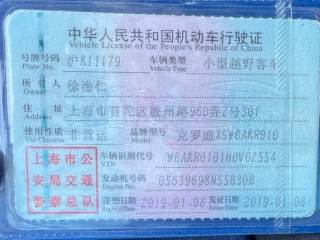 中华人民共和国机动车行驶证
Vehicle License of the People's Republic of China
号牌号码 沪R11179 车辆类型 小型越野客车
Plate No. Vehicle Type
所有人 徐淦仁
Owner
住址 上海市普陀区胶州路960弄2号301
Address
使用性质 非营运 品牌型号 克罗迪X5WBAKR010
Use Character Model
上海市公
安局交通
警察总队
车辆识别代号 WBAKR0101H0V02554
VIN
发动机号码 05639698N55B30B
Engine No.
注册日期 2019-01-08 发证日期 2019-01-08
Register Date Issue Date